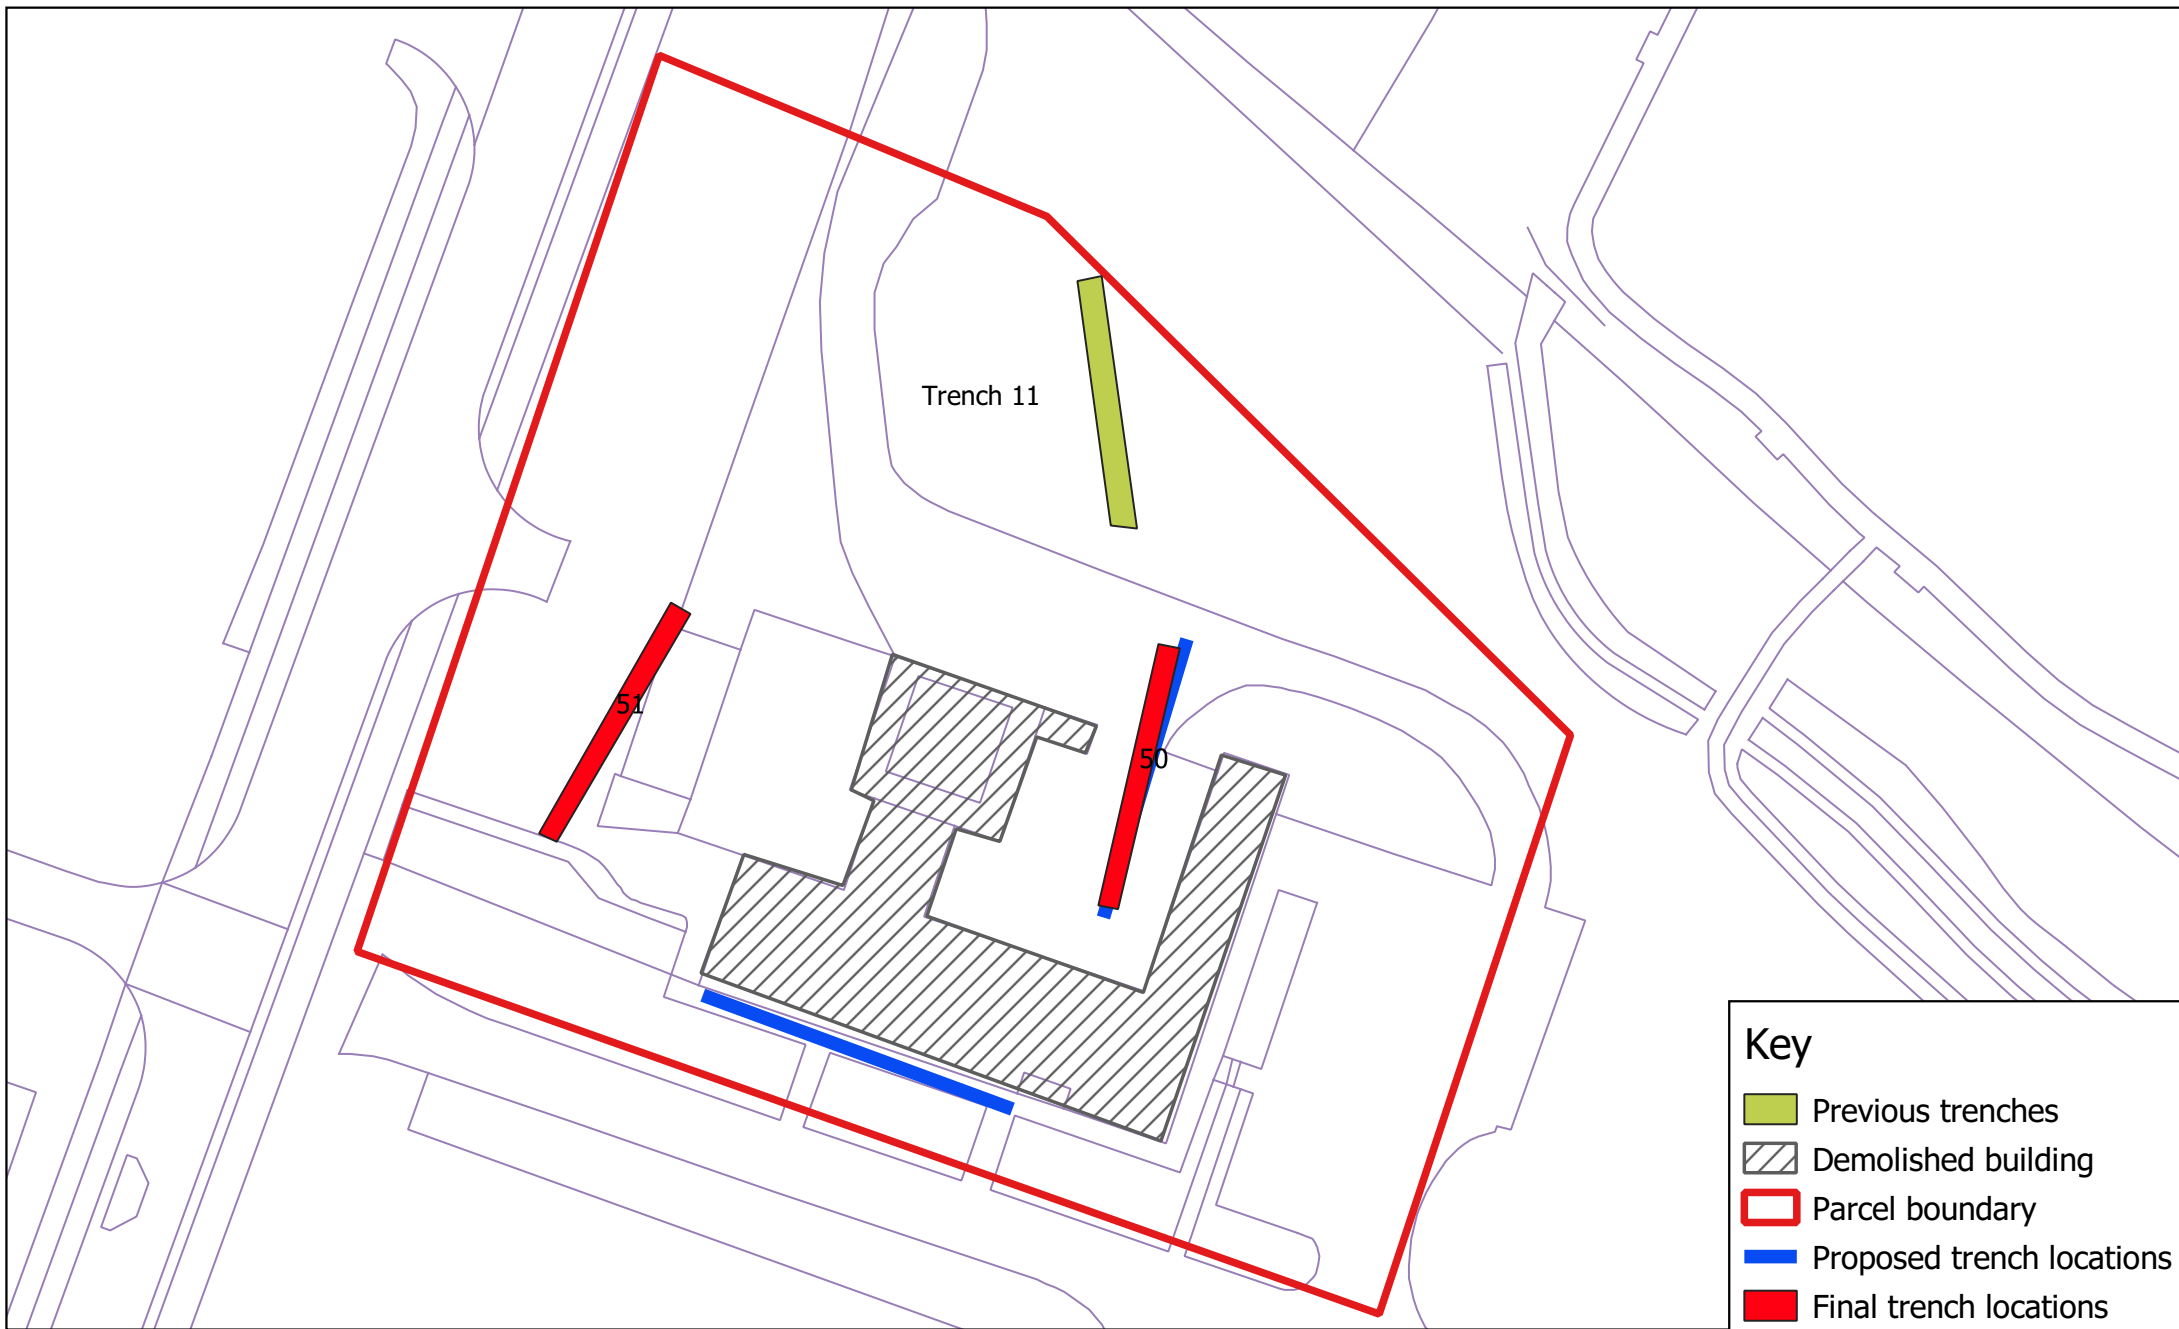 Trench 11
51
50
Key
Previous trenches
Demolished building
Parcel boundary
Proposed trench locations
Final trench locations